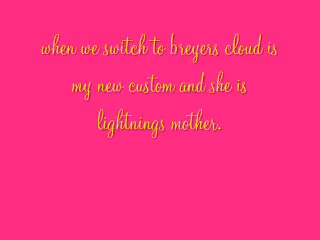 when we switch to breyers cloud is
my new custom and she is
lightnings mother.